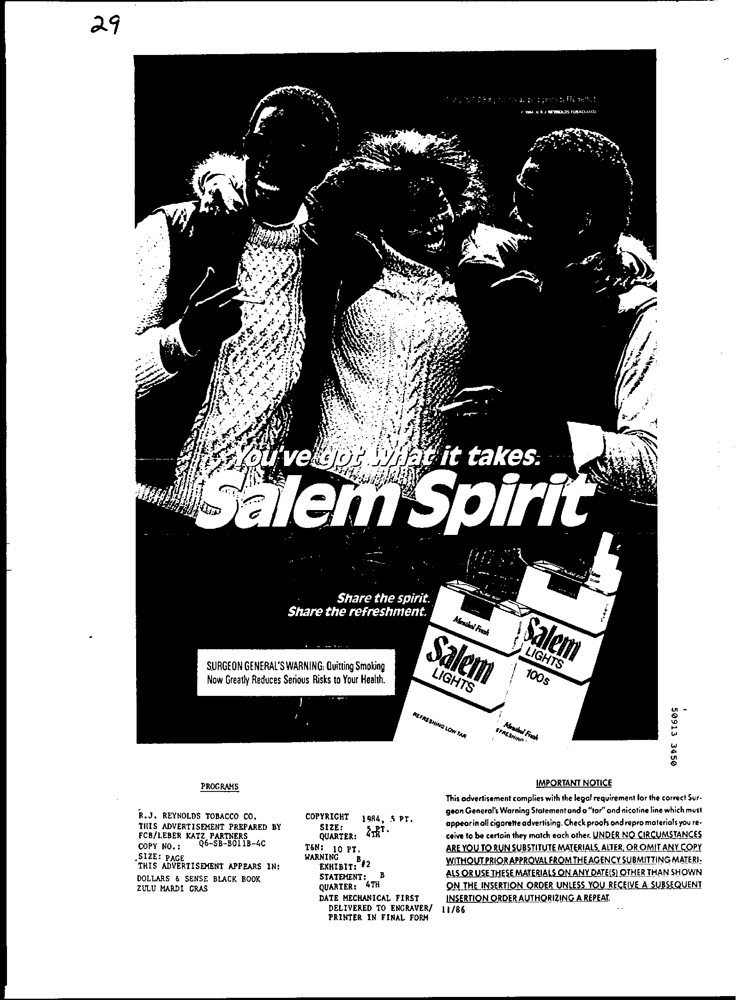 29
© 1984 R.J. REYNOLDS TOBACCO CO.
You've got what it takes.
Salem Spirit
Share the spirit.
Share the refreshment.
Menthol Fresh
Salem
LIGHTS
REFRESHING LOW TAR
Salem
LIGHTS
100s
Menthol Fresh
SURGEON GENERAL'S WARNING: Quitting Smoking
Now Greatly Reduces Serious Risks to Your Health.
50913 3450
PROGRAMS
R.J. REYNOLDS TOBACCO CO.
THIS ADVERTISEMENT PREPARED BY
FCB/LEBER KATZ PARTNERS
COPY NO.: Q6-SB-B011B-4C
SIZE: PAGE
THIS ADVERTISEMENT APPEARS IN:
DOLLARS & SENSE BLACK BOOK
ZULU MARDI GRAS
COPYRIGHT 1984, 5 PT.
SIZE: 5 PT.
QUARTER: 4TH
T&N: 10 PT.
WARNING B
EXHIBIT: #2
STATEMENT: B
QUARTER: 4TH
DATE MECHANICAL FIRST
DELIVERED TO ENGRAVER/ 11/86
PRINTER IN FINAL FORM
IMPORTANT NOTICE
This advertisement complies with the legal requirement for the correct Sur-
geon General's Warning Statement and a "tar" and nicotine line which must
appear in all cigarette advertising. Check proofs and repro materials you re-
ceive to be certain they match each other. UNDER NO CIRCUMSTANCES
ARE YOU TO RUN SUBSTITUTE MATERIALS, ALTER, OR OMIT ANY COPY
WITHOUT PRIOR APPROVAL FROM THE AGENCY SUBMITTING MATERI-
ALS OR USE THESE MATERIALS ON ANY DATE(S) OTHER THAN SHOWN
ON THE INSERTION ORDER UNLESS YOU RECEIVE A SUBSEQUENT
INSERTION ORDER AUTHORIZING A REPEAT.